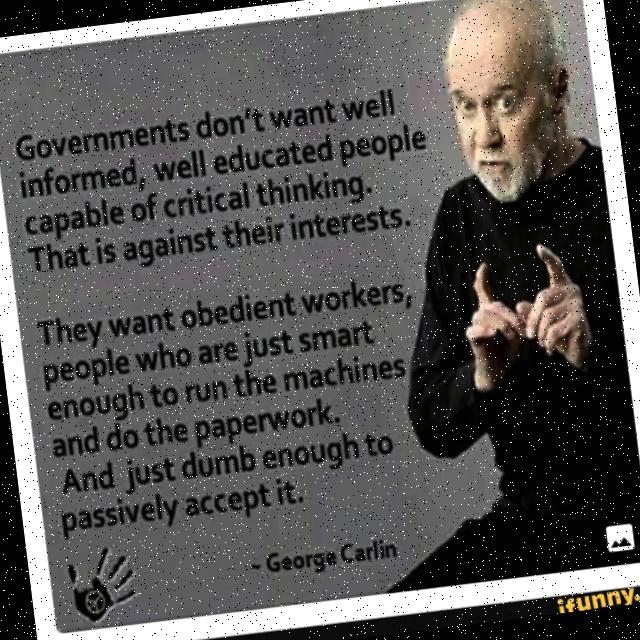 Governments don't want well
informed, well educated people
capable of critical thinking.
That is against their interests.
They want obedient workers,
people who are just smart
enough to run the machines
and do the paperwork.
And just dumb enough to
passively accept it.
~ George Carlin
ifunny.